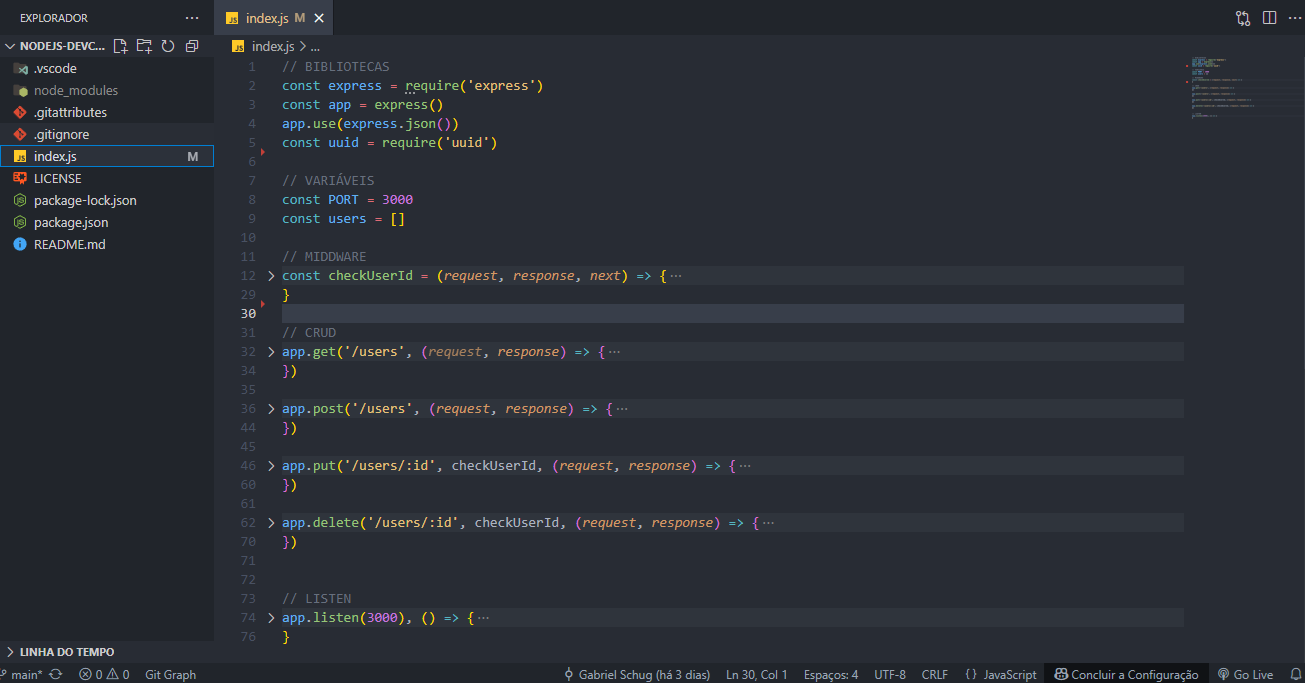 EXPLORADOR
NODEJS-DEVC...
.vscode
node_modules
.gitattributes
.gitignore
JS index.js M
LICENSE
package-lock.json
package.json
README.md
LINHA DO TEMPO
JS index.js M
JS index.js > ...
1 // BIBLIOTECAS
2 const express = require('express')
3 const app = express()
4 app.use(express.json())
5 const uuid = require('uuid')
6
7 // VARIÁVEIS
8 const PORT = 3000
9 const users = []
10
11 // MIDDWARE
12 const checkUserId = (request, response, next) => { ...
29 }
30
31 // CRUD
32 app.get('/users', (request, response) => { ...
34 })
35
36 app.post('/users', (request, response) => { ...
44 })
45
46 app.put('/users/:id', checkUserId, (request, response) => { ...
60 })
61
62 app.delete('/users/:id', checkUserId, (request, response) => { ...
70 })
71
72
73 // LISTEN
74 app.listen(3000), () => { ...
76 }
main* 0 0 Git Graph Gabriel Schug (há 3 dias) Ln 30, Col 1 Espaços: 4 UTF-8 CRLF {} JavaScript Concluir a Configuração Go Live